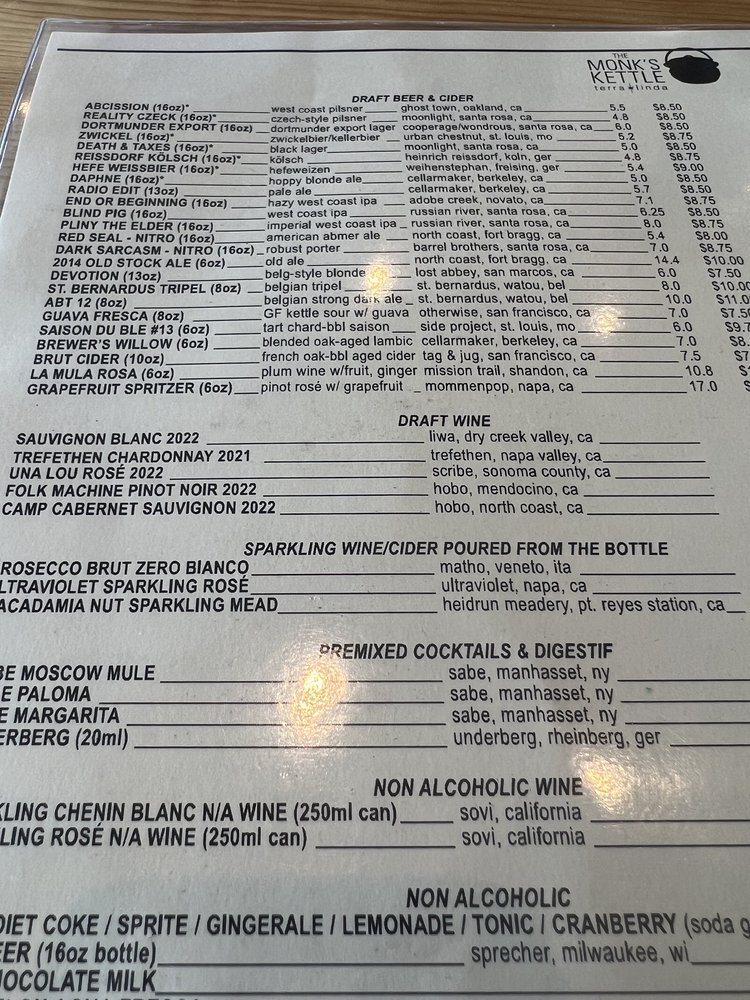 THE
MONK'S
KETTLE
terra linda
DRAFT BEER & CIDER
ABCISSION (16oz)* west coast pilsner ghost town, oakland, ca 5.5 $8.50
REALITY CZECK (16oz)* czech-style pilsner moonlight, santa rosa, ca 4.8 $8.50
DORTMUNDER EXPORT (16oz) dortmunder export lager cooperage/wondrous, santa rosa, ca 6.0 $8.50
ZWICKEL (16oz)* zwickelbier/kellerbier urban chestnut, st. louis, mo 5.2 $8.75
DEATH & TAXES (16oz)* black lager moonlight, santa rosa, ca 5.0 $8.50
REISSDORF KÖLSCH (16oz)* kölsch heinrich reissdorf, koln, ger 4.8 $8.75
HEFE WEISSBIER (16oz)* hefeweizen weihenstephan, freising, ger 5.4 $9.00
DAPHNE (16oz)* hoppy blonde ale cellarmaker, berkeley, ca 5.0 $8.50
RADIO EDIT (13oz) pale ale cellarmaker, berkeley, ca 5.7 $8.50
END OR BEGINNING (16oz) hazy west coast ipa adobe creek, novato, ca 7.1 $8.75
BLIND PIG (16oz) west coast ipa russian river, santa rosa, ca 6.25 $8.50
PLINY THE ELDER (16oz) imperial west coast ipa russian river, santa rosa, ca 8.0 $8.75
RED SEAL - NITRO (16oz) american abmer ale north coast, fort bragg, ca 5.4 $8.00
DARK SARCASM - NITRO (16oz) robust porter barrel brothers, santa rosa, ca 7.0 $8.75
2014 OLD STOCK ALE (6oz) old ale north coast, fort bragg, ca 14.4 $10.00
DEVOTION (13oz) belg-style blonde lost abbey, san marcos, ca 6.0 $7.50
ST. BERNARDUS TRIPEL (8oz) belgian tripel st. bernardus, watou, bel 8.0 $10.00
ABT 12 (8oz) belgian strong dark ale st. bernardus, watou, bel 10.0 $11.0
GUAVA FRESCA (8oz) GF kettle sour w/ guava otherwise, san francisco, ca 7.0 $7.50
SAISON DU BLE #13 (6oz) tart chard-bbl saison side project, st. louis, mo 6.0 $9.7
BREWER'S WILLOW (6oz) blended oak-aged lambic cellarmaker, berkeley, ca 7.0 $8.
BRUT CIDER (10oz) french oak-bbl aged cider tag & jug, san francisco, ca 7.5 $7
LA MULA ROSA (6oz) plum wine w/fruit, ginger mission trail, shandon, ca 10.8 $
GRAPEFRUIT SPRITZER (6oz) pinot rosé w/ grapefruit mommenpop, napa, ca 17.0 $
DRAFT WINE
SAUVIGNON BLANC 2022 liwa, dry creek valley, ca
TREFETHEN CHARDONNAY 2021 trefethen, napa valley, ca
UNA LOU ROSÉ 2022 scribe, sonoma county, ca
FOLK MACHINE PINOT NOIR 2022 hobo, mendocino, ca
CAMP CABERNET SAUVIGNON 2022 hobo, north coast, ca
SPARKLING WINE/CIDER POURED FROM THE BOTTLE
ROSECCO BRUT ZERO BIANCO matho, veneto, ita
LTRAVIOLET SPARKLING ROSÉ ultraviolet, napa, ca
ACADAMIA NUT SPARKLING MEAD heidrun meadery, pt. reyes station, ca
PREMIXED COCKTAILS & DIGESTIF
BE MOSCOW MULE sabe, manhasset, ny
E PALOMA sabe, manhasset, ny
E MARGARITA sabe, manhasset, ny
ERBERG (20ml) underberg, rheinberg, ger
NON ALCOHOLIC WINE
KLING CHENIN BLANC N/A WINE (250ml can) sovi, california
LING ROSÉ N/A WINE (250ml can) sovi, california
NON ALCOHOLIC
DIET COKE / SPRITE / GINGERALE / LEMONADE / TONIC / CRANBERRY (soda g
EER (16oz bottle) sprecher, milwaukee, wi
HOCOLATE MILK